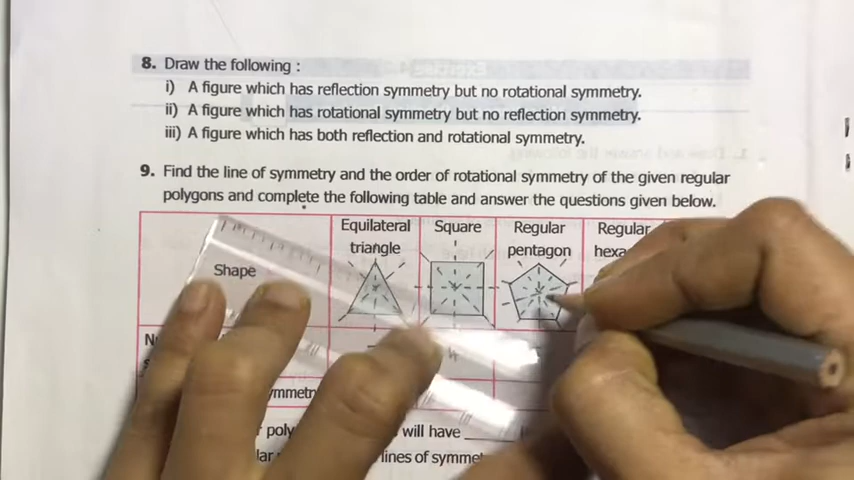 8. Draw the following :
i) A figure which has reflection symmetry but no rotational symmetry.
ii) A figure which has rotational symmetry but no reflection symmetry.
iii) A figure which has both reflection and rotational symmetry.
9. Find the line of symmetry and the order of rotational symmetry of the given regular
polygons and complete the following table and answer the questions given below.
Shape
Equilateral
triangle
Square
Regular
pentagon
Regular
4
will have
lines of